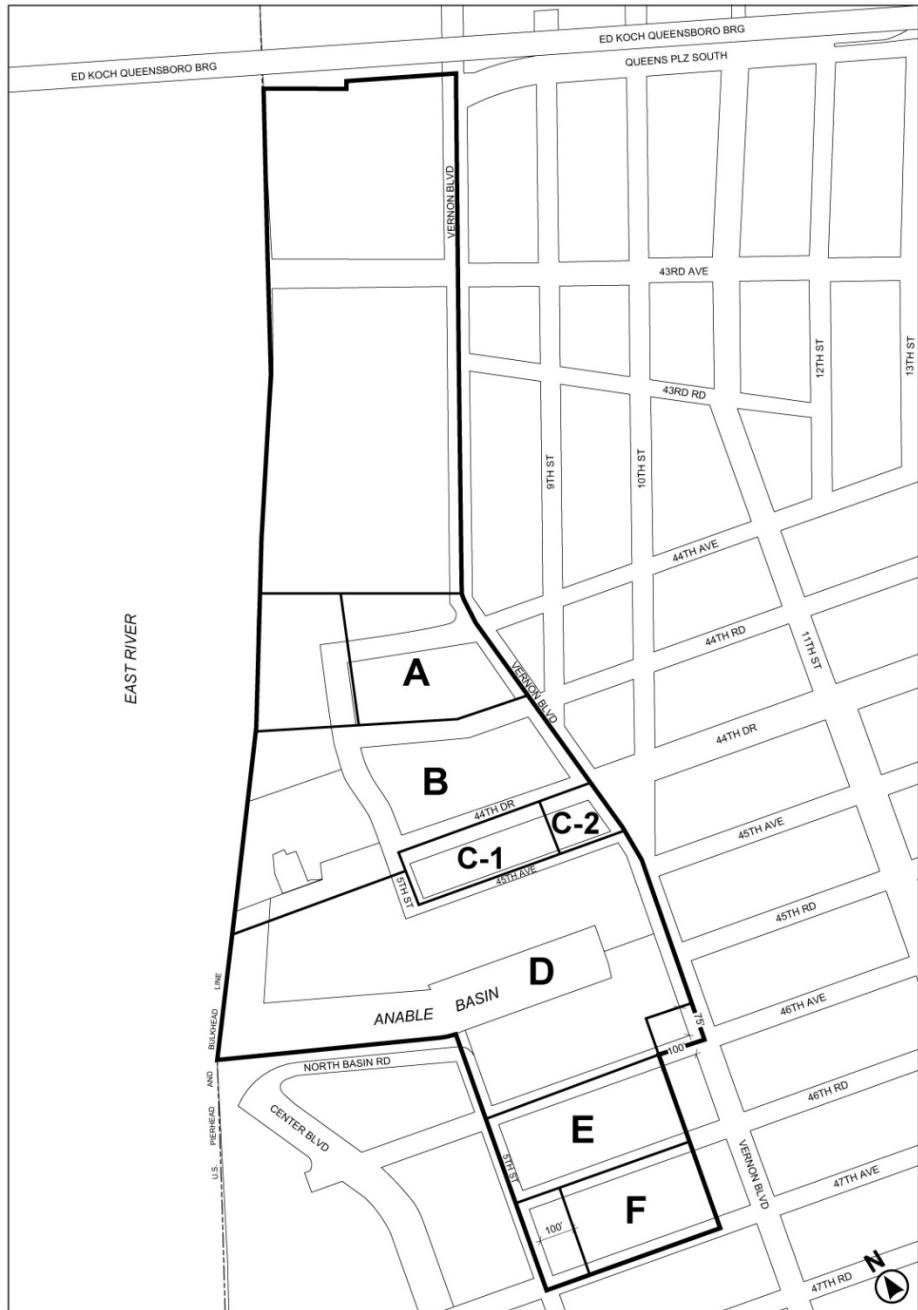 ED KOCH QUEENSBORO BRG
ED KOCH QUEENSBORO BRG
QUEENS PLZ SOUTH
VERNON BLVD
43RD AVE
12TH ST
13TH ST
43RD RD
9TH ST
10TH ST
44TH AVE
EAST RIVER
44TH RD
11TH ST
A
VERNON BLVD
44TH DR
B
44TH DR
C-2
C-1
45TH AVE
5TH ST
45TH AVE
45TH RD
D
ANABLE BASIN
46TH AVE
75'
100'
U.S. PIERHEAD AND BULKHEAD LINE
NORTH BASIN RD
CENTER BLVD
46TH RD
E
5TH ST
VERNON BLVD
47TH AVE
F
100'
N
47TH RD